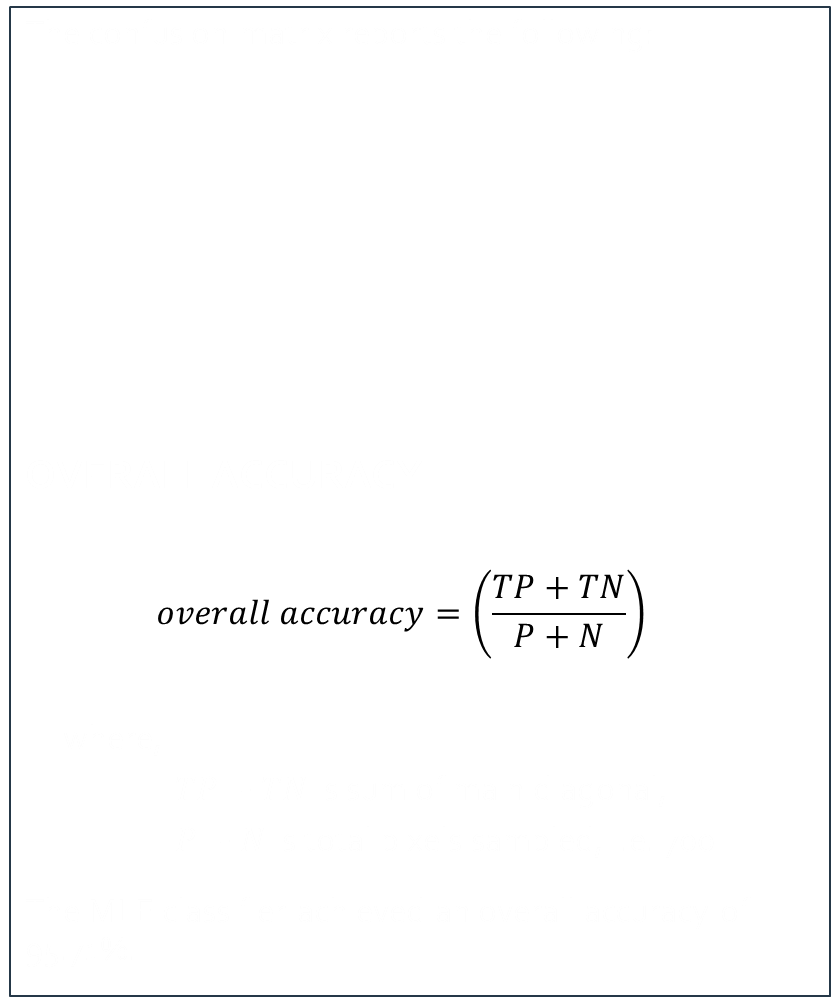 overall accuracy = (TP + TN / P + N)